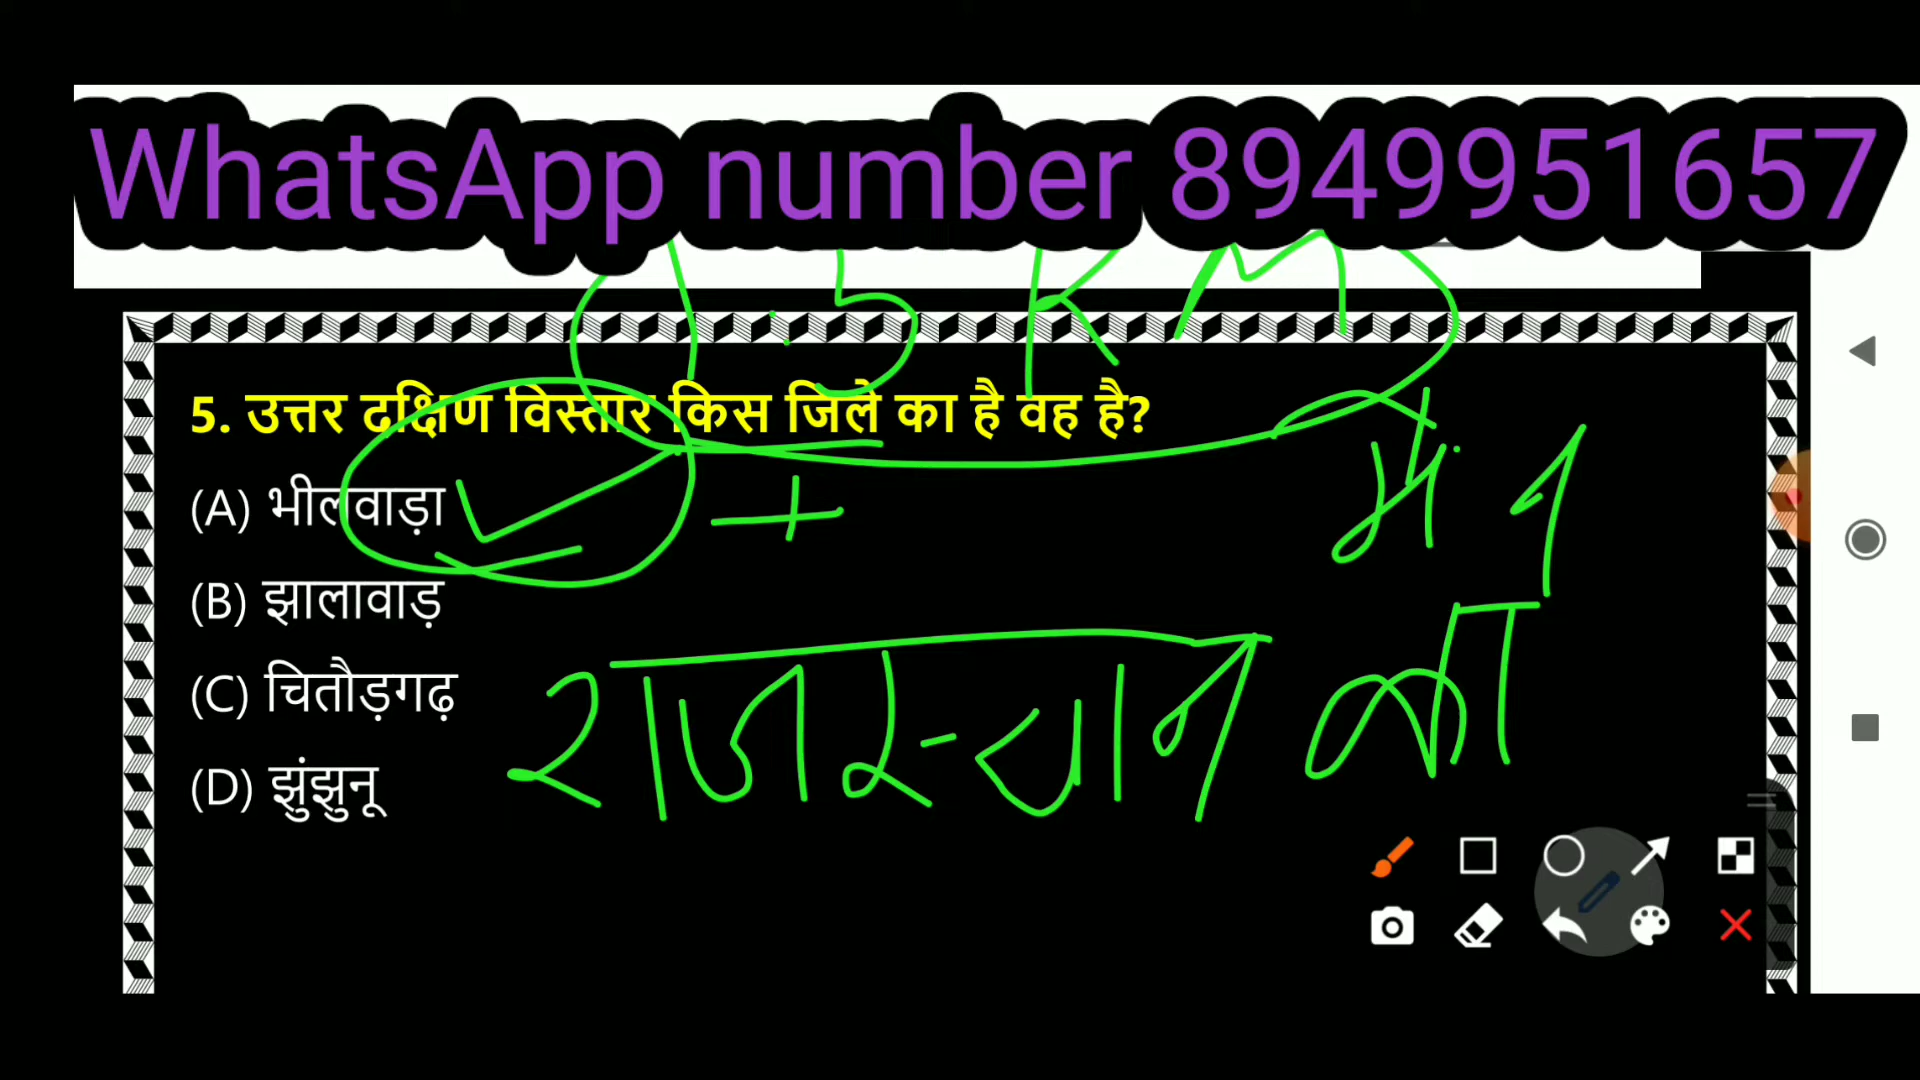 WhatsApp number 8949951657
5 KM
5. उत्तर दक्षिण विस्तार किस जिले का है वह है?
(A) भीलवाड़ा
(B) झालावाड़
(C) चितौड़गढ़
(D) झुंझुनू
राजस्थान